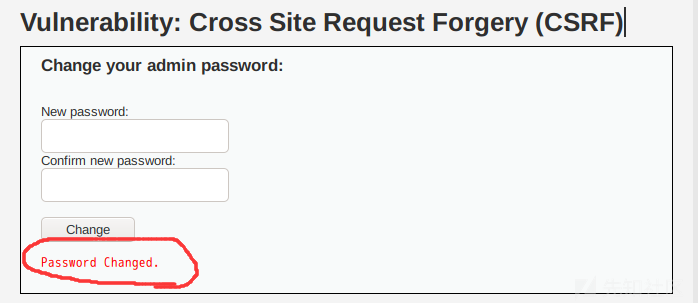 Vulnerability: Cross Site Request Forgery (CSRF)
Change your admin password:
New password:
Confirm new password:
Change
Password Changed.